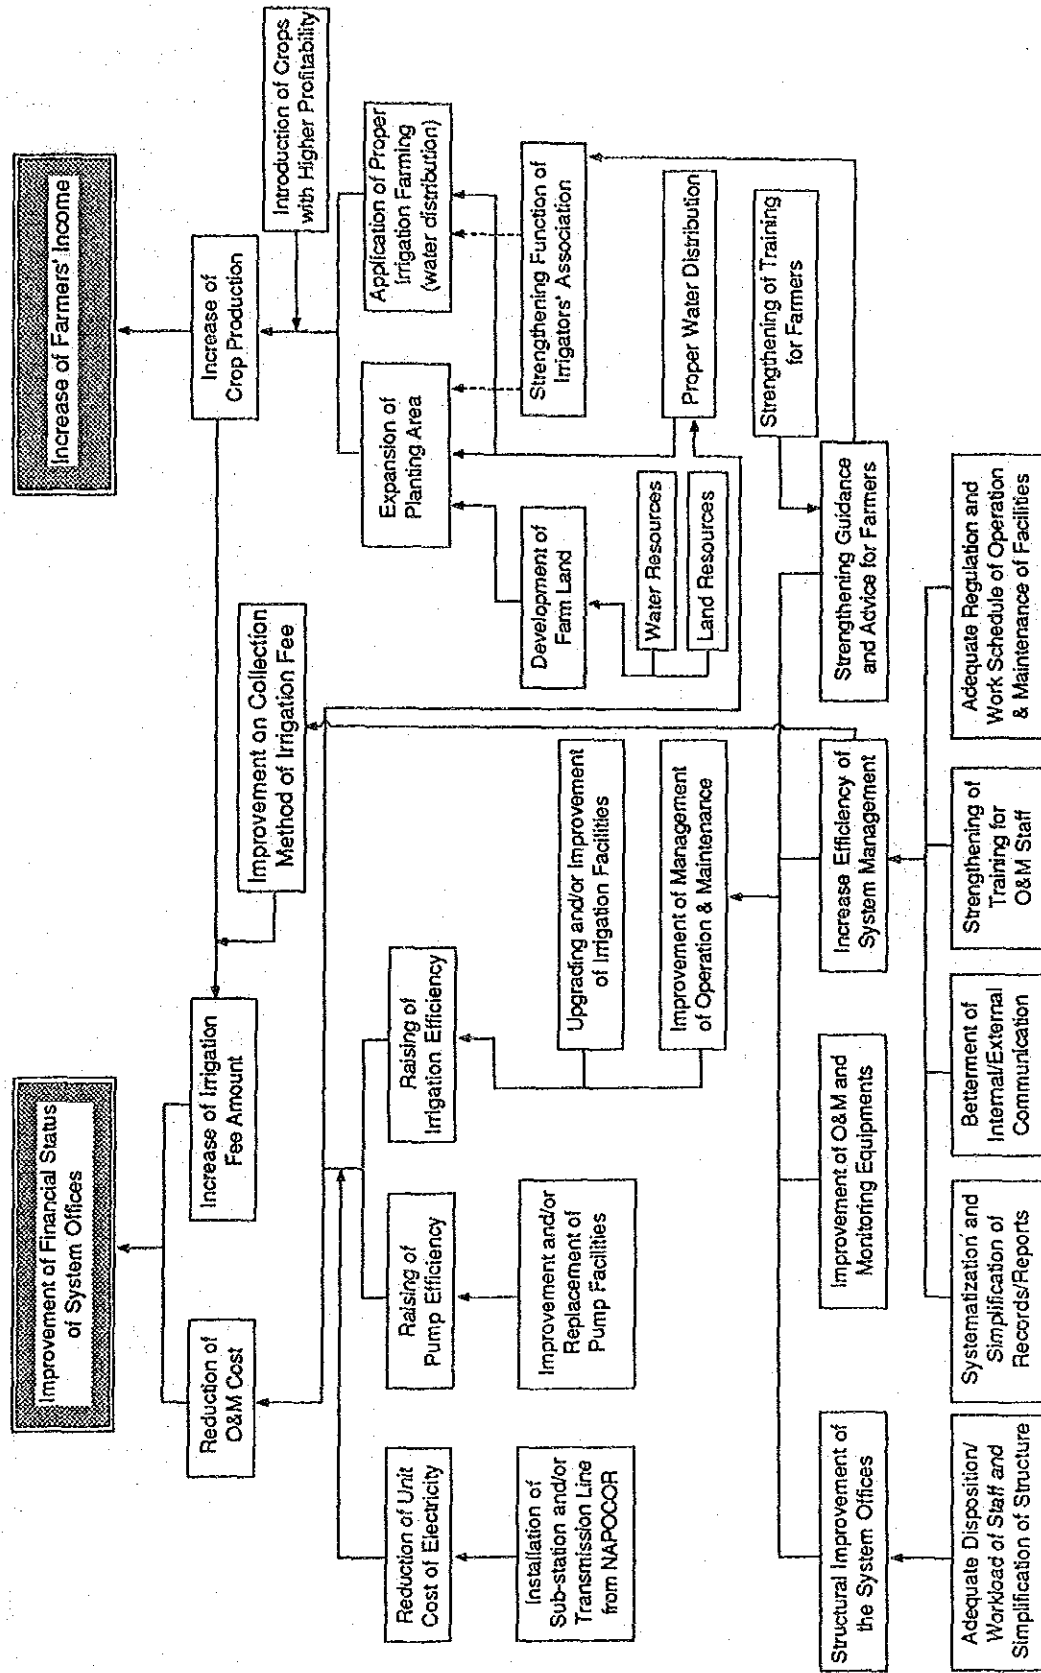 Improvement of Financial Status
of System Offices
Increase of Farmers' Income
Reduction of
O&M Cost
Increase of Irrigation
Fee Amount
Improvement on Collection
Method of Irrigation Fee
Increase of
Crop Production
Introduction of Crops
with Higher Profitability
Reduction of Unit
Cost of Electricity
Raising of
Pump Efficiency
Raising of
Irrigation Efficiency
Expansion of
Planting Area
Application of Proper
Irrigation Farming
(water distribution)
Installation of
Sub-station and/or
Transmission Line
from NAPOCOR
Improvement and/or
Replacement of
Pump Facilities
Upgrading and/or Improvement
of Irrigation Facilities
Development of
Farm Land
Strengthening Function of
Irrigators' Association
Improvement of Management
of Operation & Maintenance
Water Resources
Land Resources
Proper Water Distribution
Strengthening of Training
for Farmers
Structural Improvement of
the System Offices
Improvement of O&M and
Monitoring Equipments
Increase Efficiency of
System Management
Strengthening Guidance
and Advice for Farmers
Adequate Disposition/
Workload of Staff and
Simplification of Structure
Systematization and
Simplification of
Records/Reports
Betterment of
Internal/External
Communication
Strengthening of
Training for
O&M Staff
Adequate Regulation and
Work Schedule of Operation
& Maintenance of Facilities